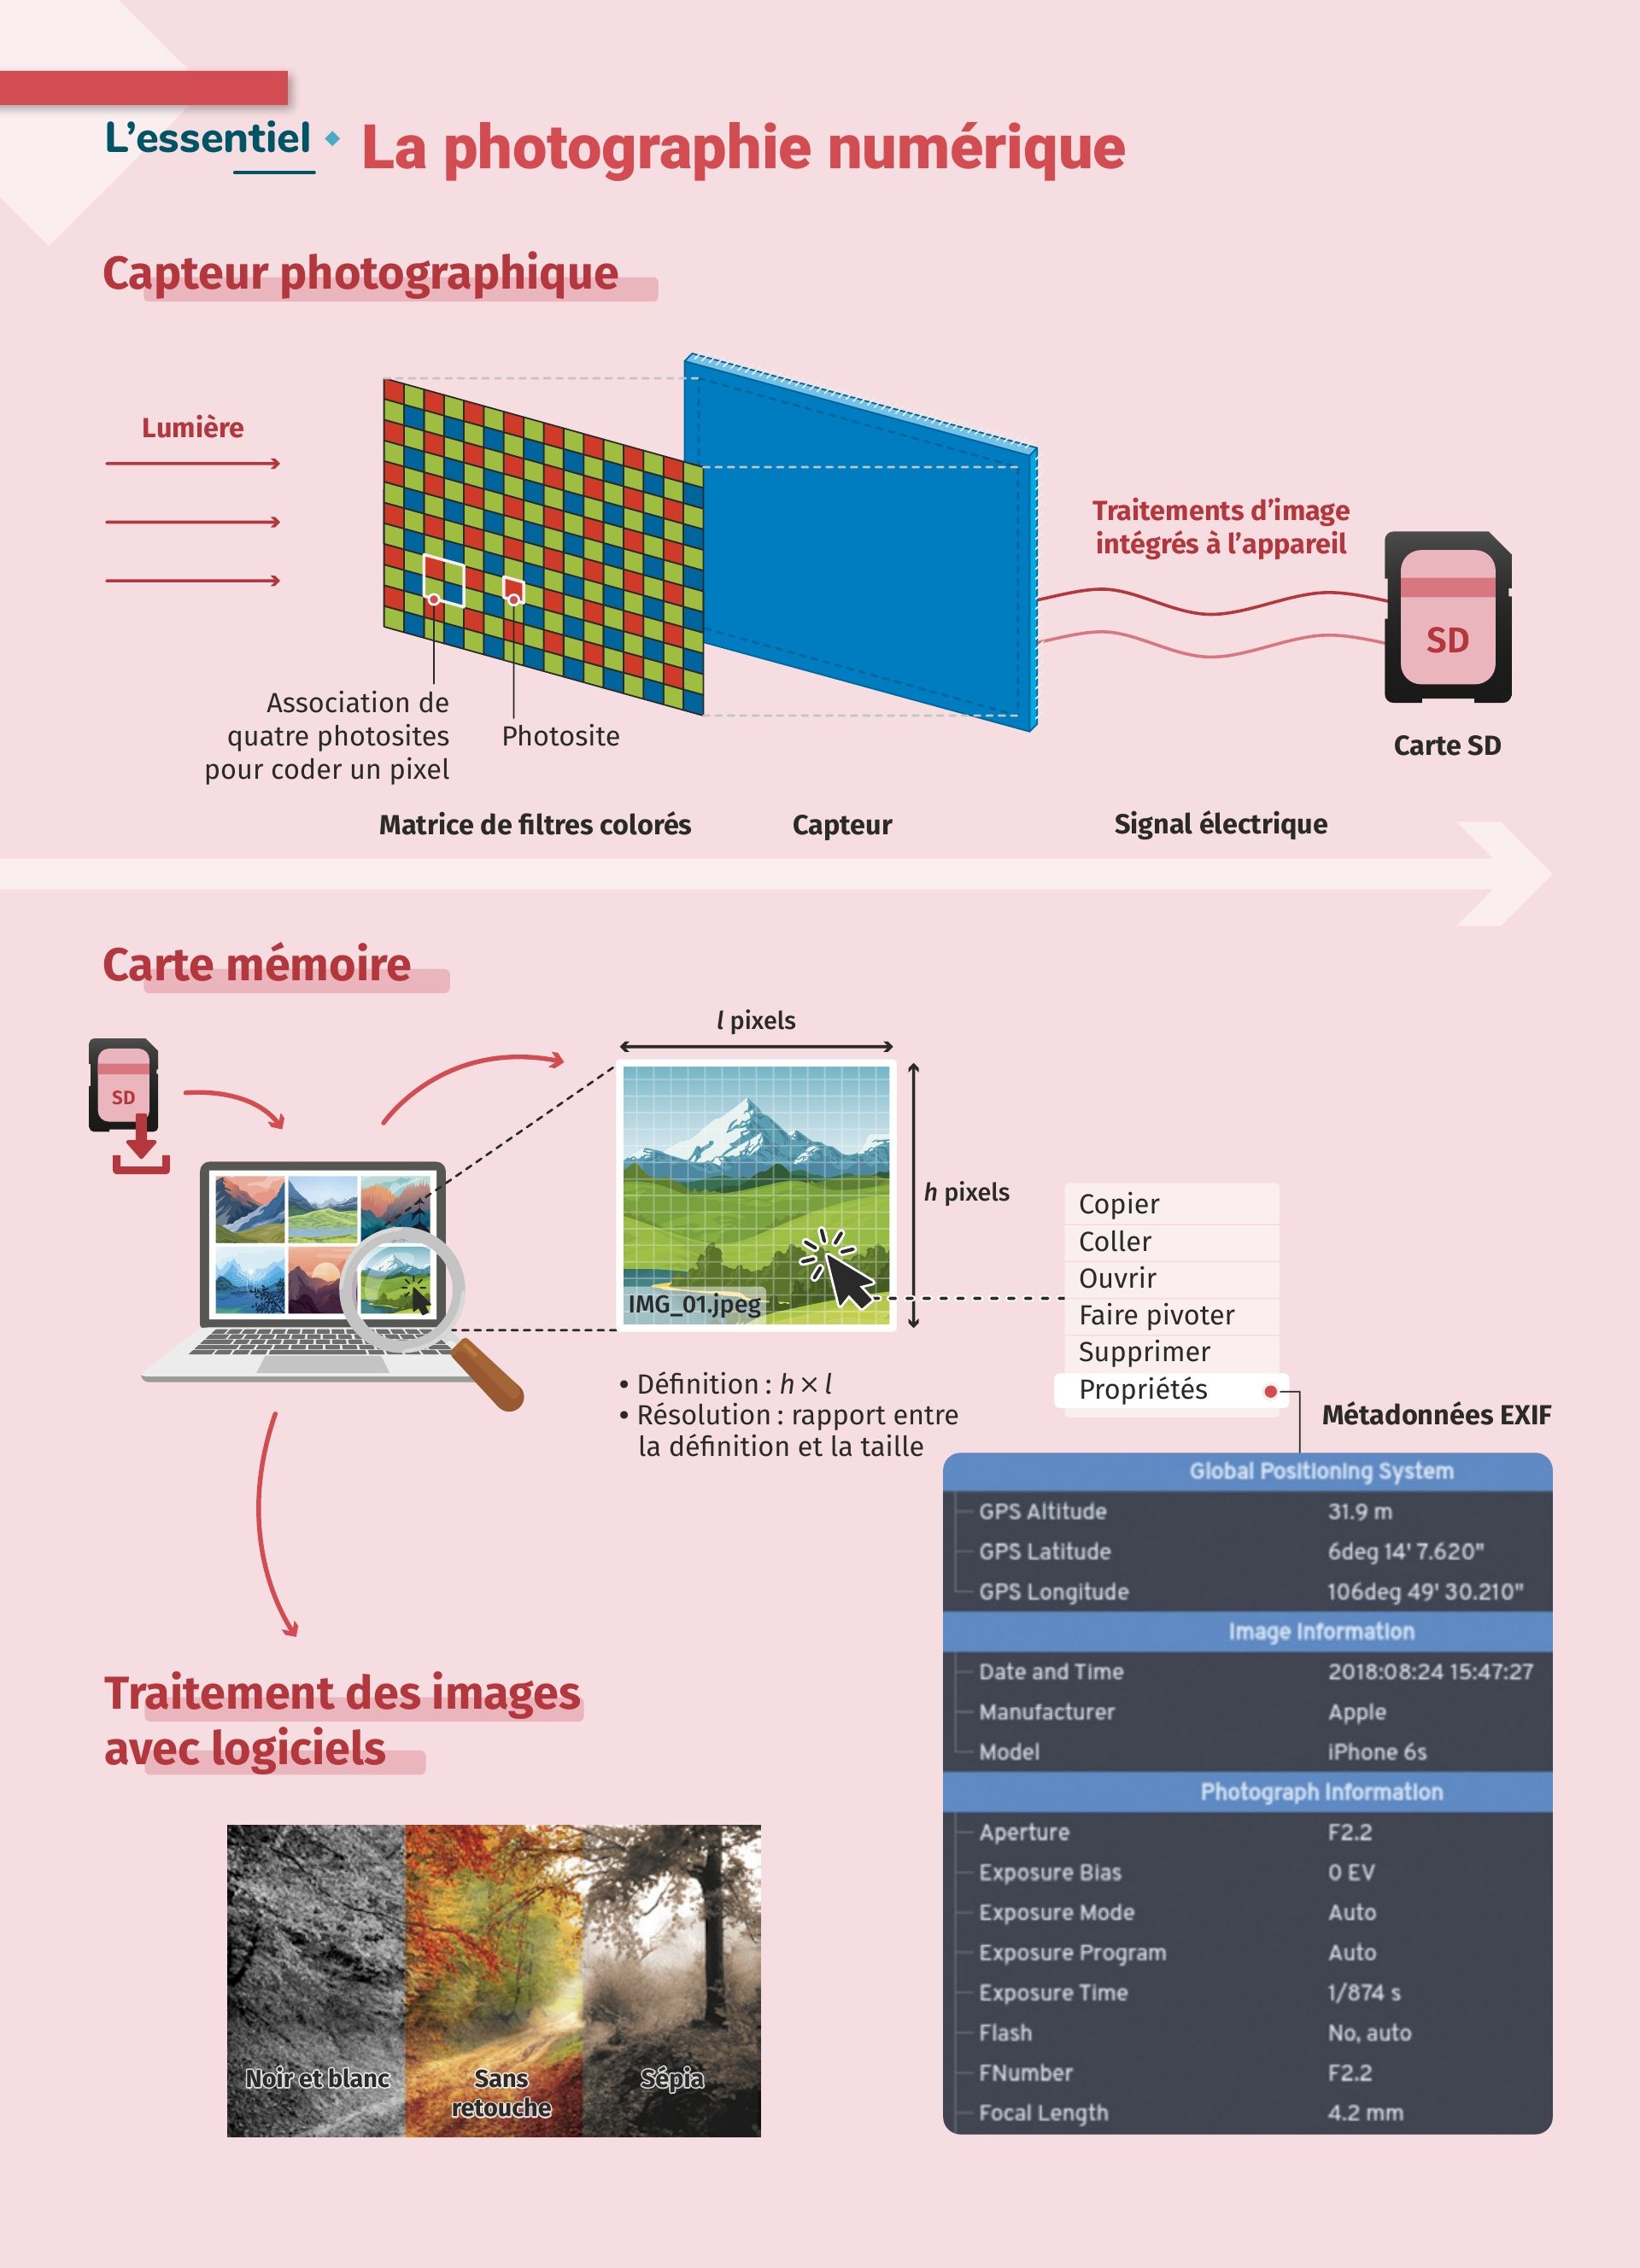 L’essentiel
La photographie numérique
Capteur photographique
Lumière
Traitements d’image
intégrés à l’appareil
SD
Association de
quatre photosites
pour coder un pixel
Photosite
Carte SD
Matrice de filtres colorés
Capteur
Signal électrique
Carte mémoire
l pixels
SD
h pixels
IMG_01.jpeg
Copier
Coller
Ouvrir
Faire pivoter
Supprimer
Propriétés
• Définition : h × l
• Résolution : rapport entre
la définition et la taille
Métadonnées EXIF
Global Positioning System
GPS Altitude 31.9 m
GPS Latitude 6deg 14' 7.620"
GPS Longitude 106deg 49' 30.210"
Image Information
Date and Time 2018:08:24 15:47:27
Manufacturer Apple
Model iPhone 6s
Photograph Information
Aperture F2.2
Exposure Bias 0 EV
Exposure Mode Auto
Exposure Program Auto
Exposure Time 1/874 s
Flash No, auto
FNumber F2.2
Focal Length 4.2 mm
Traitement des images
avec logiciels
Noir et blanc
Sans
retouche
Sépia